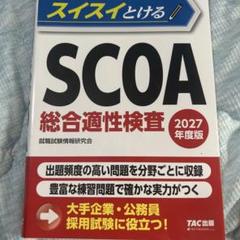 スイスイとける
SCOA
総合適性検査
2027
年度版
就職試験情報研究会
出題頻度の高い問題を分野ごとに収録
豊富な練習問題で確かな実力がつく
大手企業・公務員
採用試験に役立つ!
TAC出版